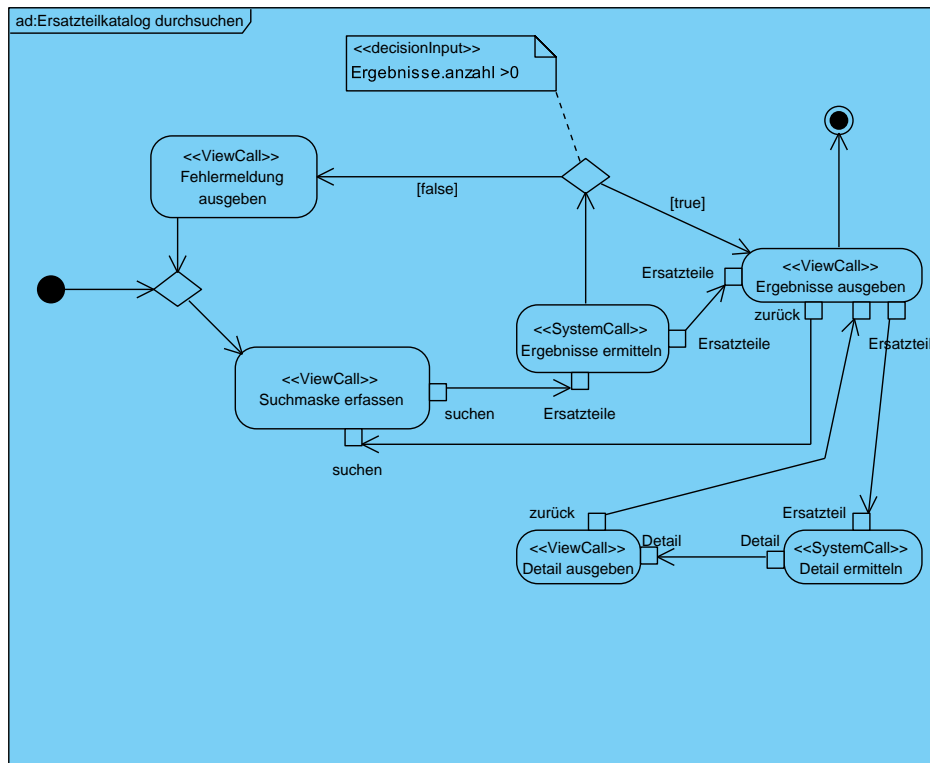 ad:Ersatzteilkatalog durchsuchen
<<decisionInput>>
Ergebnisse.anzahl >0
<<ViewCall>>
Fehlermeldung
ausgeben
[false]
[true]
Ersatzteile
<<ViewCall>>
Ergebnisse ausgeben
zurück
<<SystemCall>>
Ergebnisse ermitteln
Ersatzteile
Ersatzteil
<<ViewCall>>
Suchmaske erfassen
suchen
Ersatzteile
suchen
zurück
Ersatzteil
<<ViewCall>>
Detail ausgeben
Detail
Detail
<<SystemCall>>
Detail ermitteln